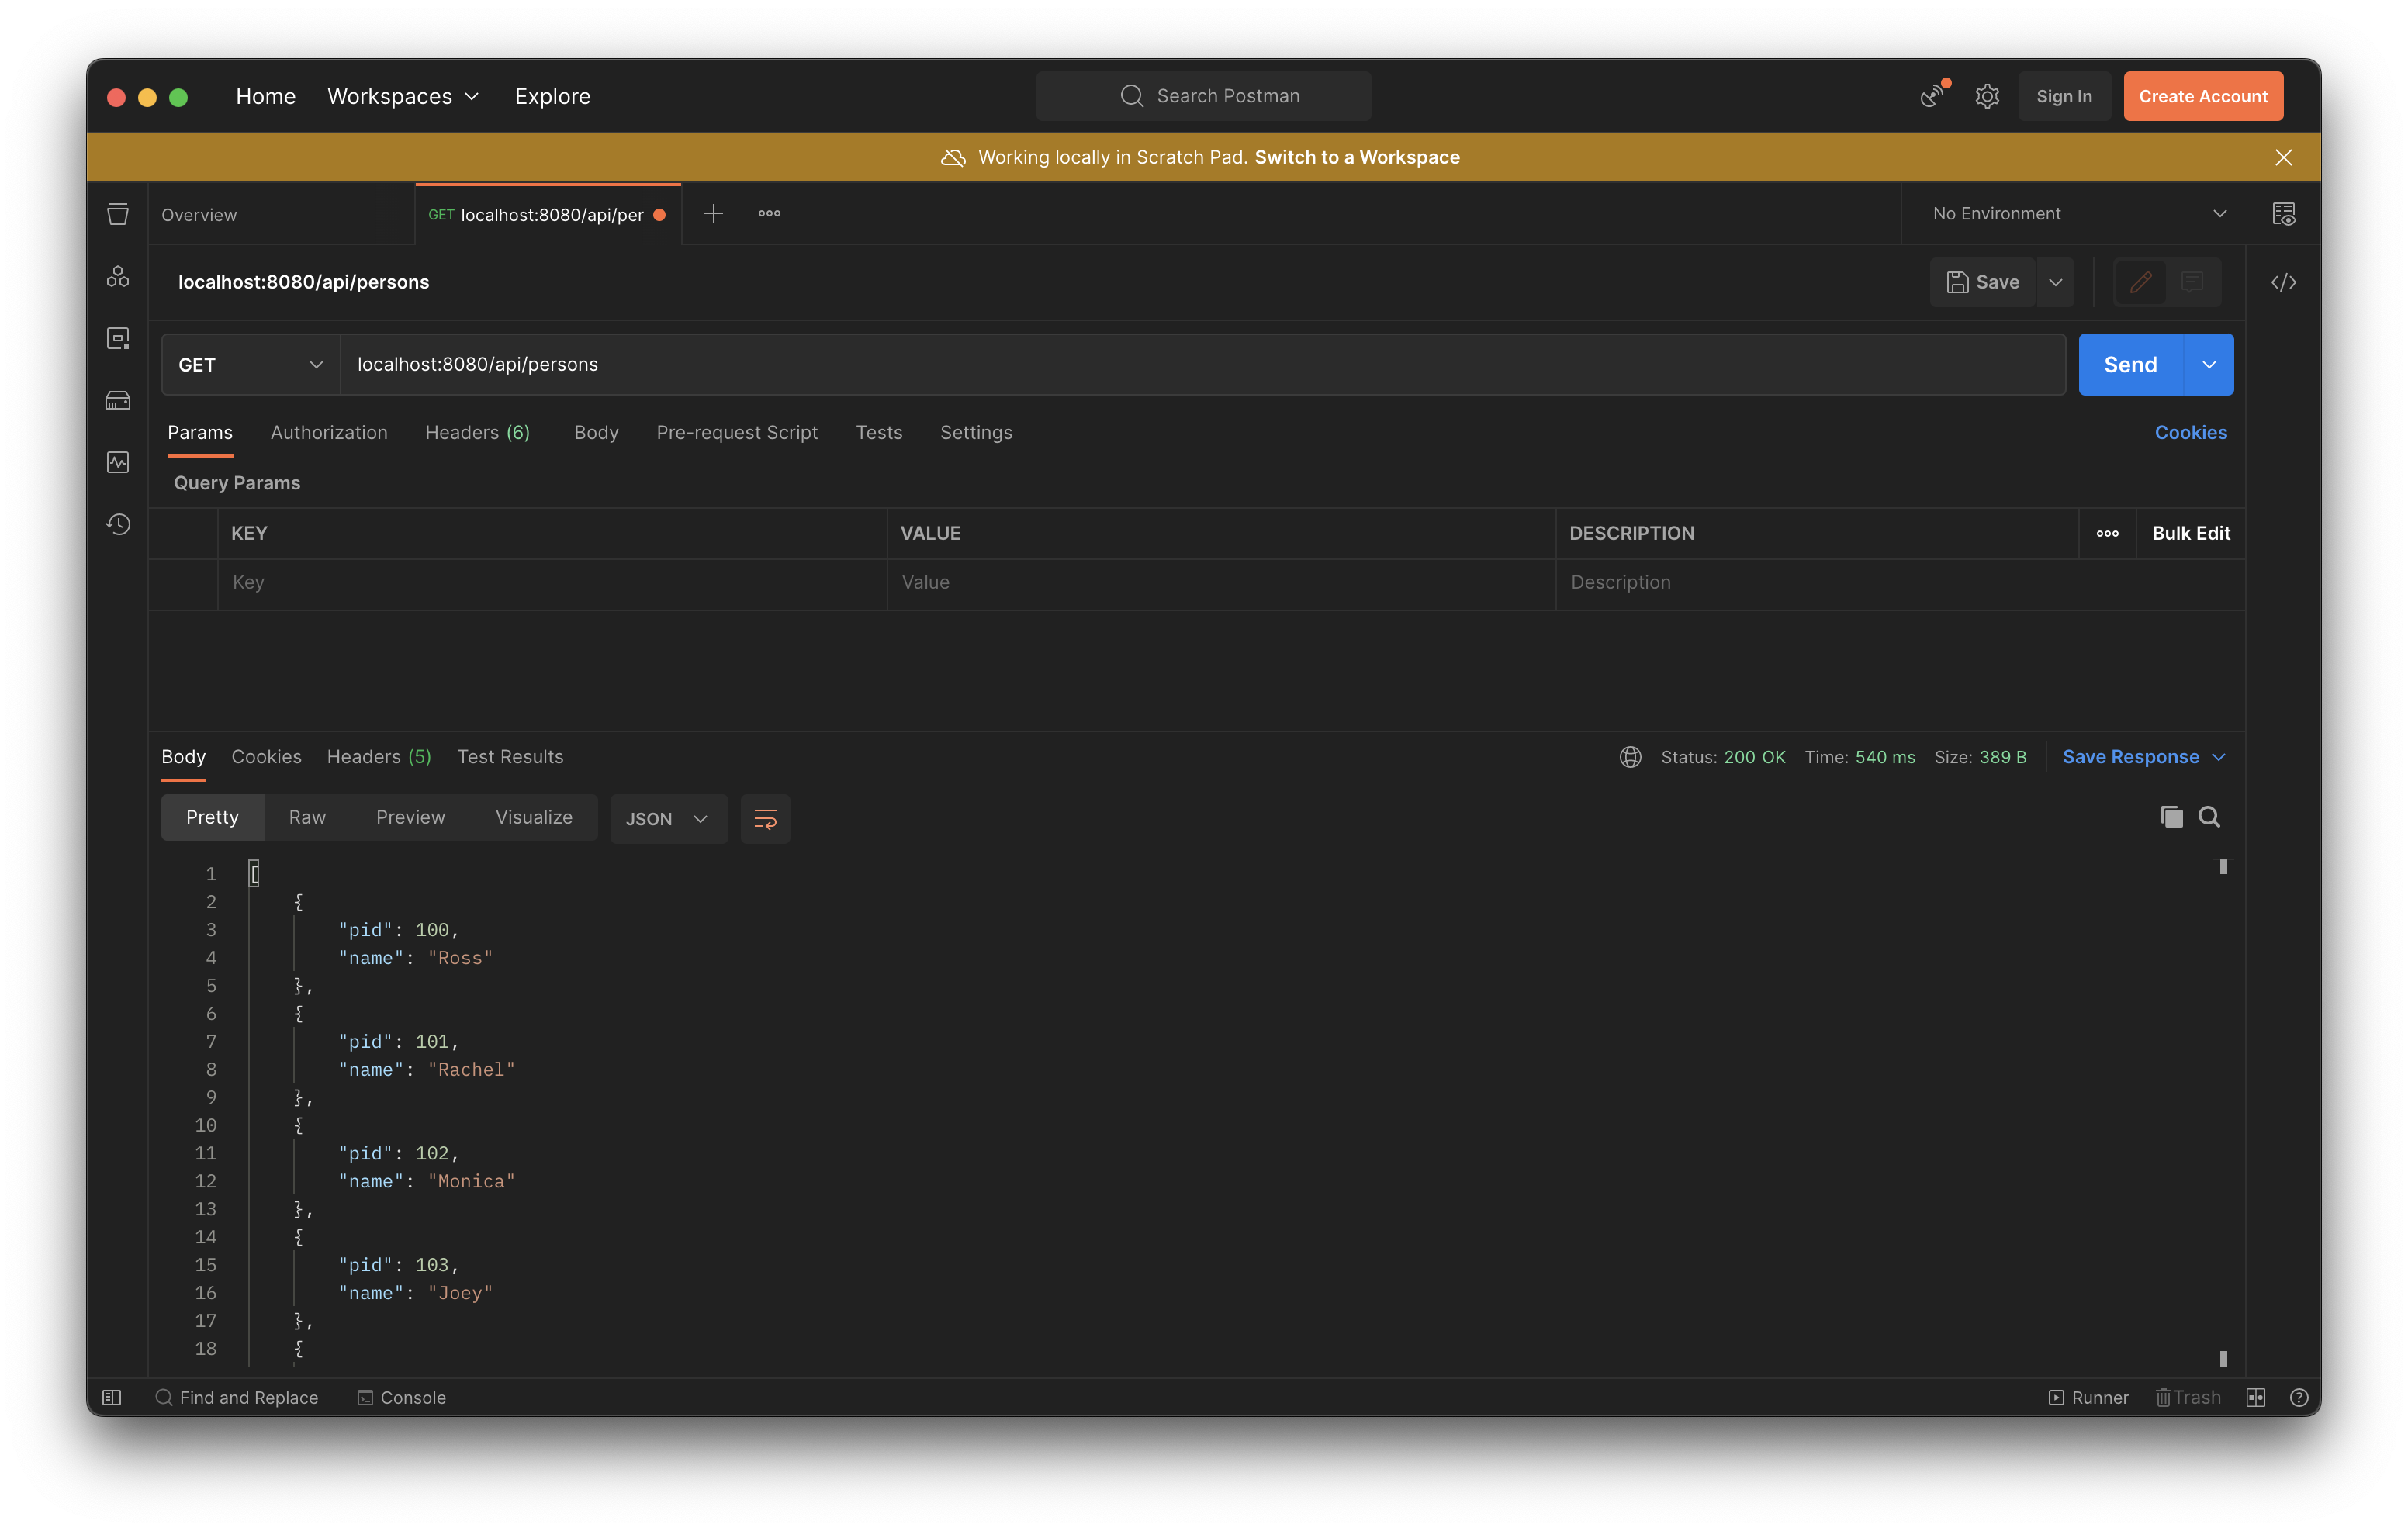 Home Workspaces Explore Search Postman Sign In Create Account
Working locally in Scratch Pad. Switch to a Workspace
Overview GET localhost:8080/api/per No Environment
localhost:8080/api/persons Save
GET localhost:8080/api/persons Send
Params Authorization Headers (6) Body Pre-request Script Tests Settings Cookies
Query Params
KEY VALUE DESCRIPTION Bulk Edit
Key Value Description
Body Cookies Headers (5) Test Results Status: 200 OK Time: 540 ms Size: 389 B Save Response
Pretty Raw Preview Visualize JSON
1 [
2 {
3 "pid": 100,
4 "name": "Ross"
5 },
6 {
7 "pid": 101,
8 "name": "Rachel"
9 },
10 {
11 "pid": 102,
12 "name": "Monica"
13 },
14 {
15 "pid": 103,
16 "name": "Joey"
17 },
18 {
Find and Replace Console Runner Trash